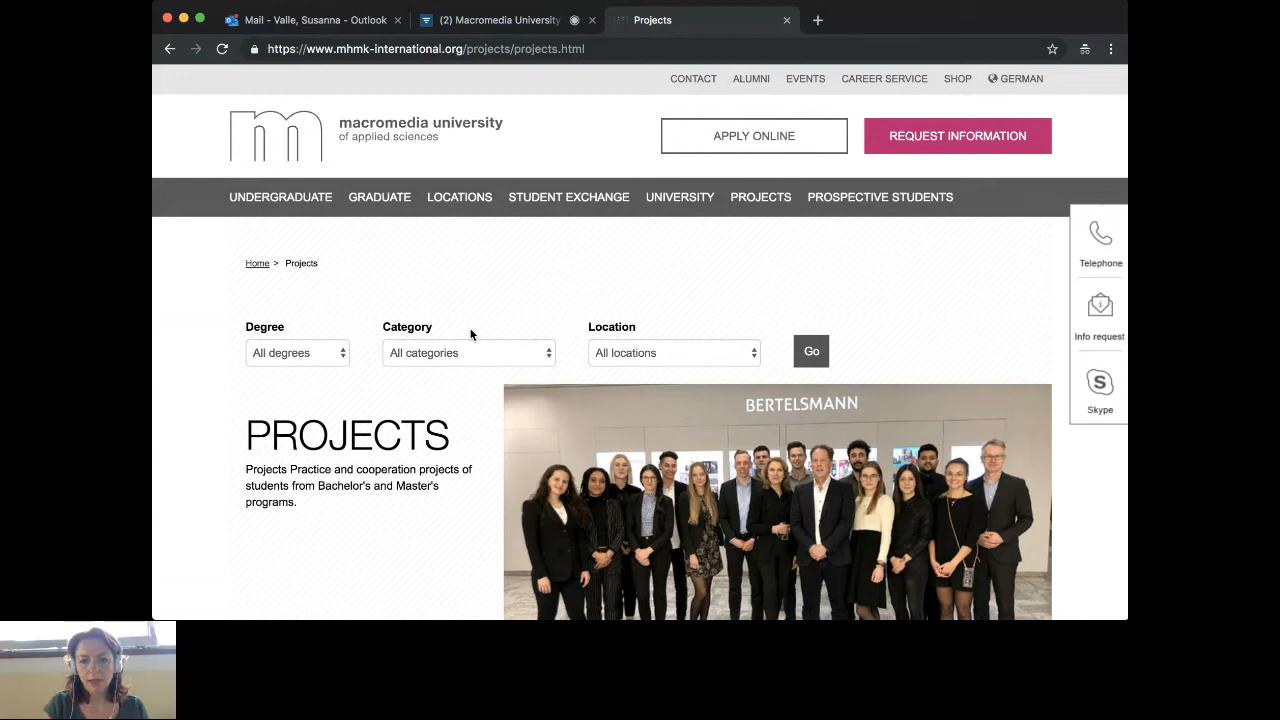 Mail - Valle, Susanna - Outlook
(2) Macromedia University
Projects
https://www.mhmk-international.org/projects/projects.html
CONTACT
ALUMNI
EVENTS
CAREER SERVICE
SHOP
GERMAN
m
macromedia university
of applied sciences
APPLY ONLINE
REQUEST INFORMATION
UNDERGRADUATE
GRADUATE
LOCATIONS
STUDENT EXCHANGE
UNIVERSITY
PROJECTS
PROSPECTIVE STUDENTS
Telephone
Info request
S
Skype
Home > Projects
Degree
Category
Location
All degrees
All categories
All locations
Go
PROJECTS
Projects Practice and cooperation projects of
students from Bachelor's and Master's
programs.
BERTELSMANN